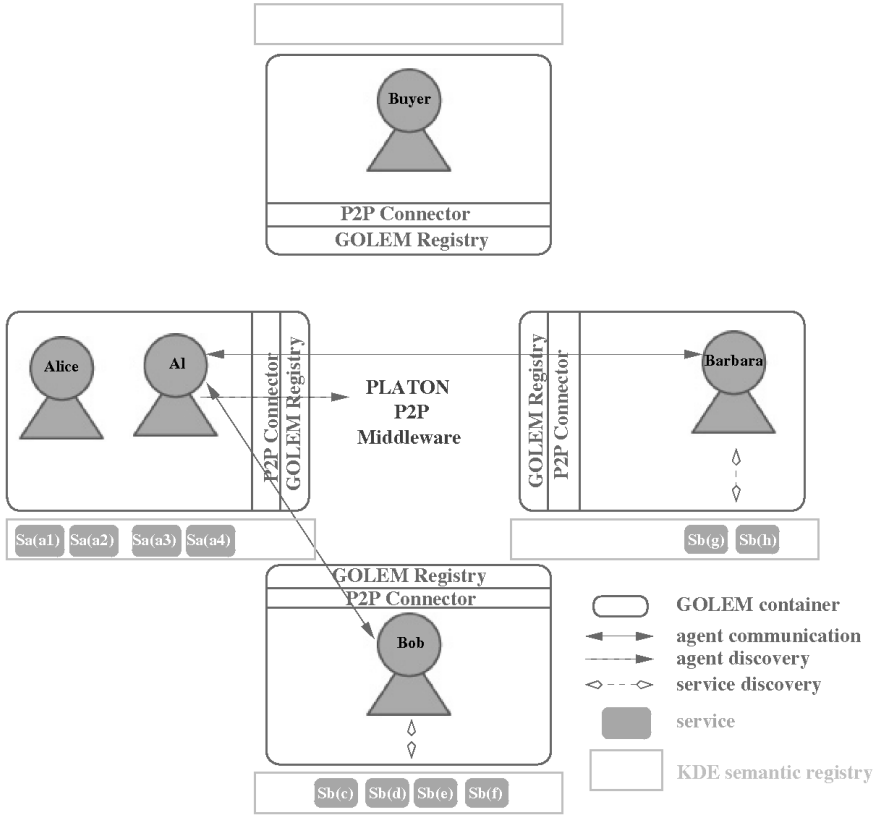 Buyer
P2P Connector
GOLEM Registry
Alice
Al
P2P Connector
GOLEM Registry
PLATON
P2P
Middleware
GOLEM Registry
P2P Connector
Barbara
Sa(a1) Sa(a2) Sa(a3) Sa(a4)
Sb(g) Sb(h)
GOLEM Registry
P2P Connector
Bob
Sb(c) Sb(d) Sb(e) Sb(f)
GOLEM container
agent communication
agent discovery
service discovery
service
KDE semantic registry